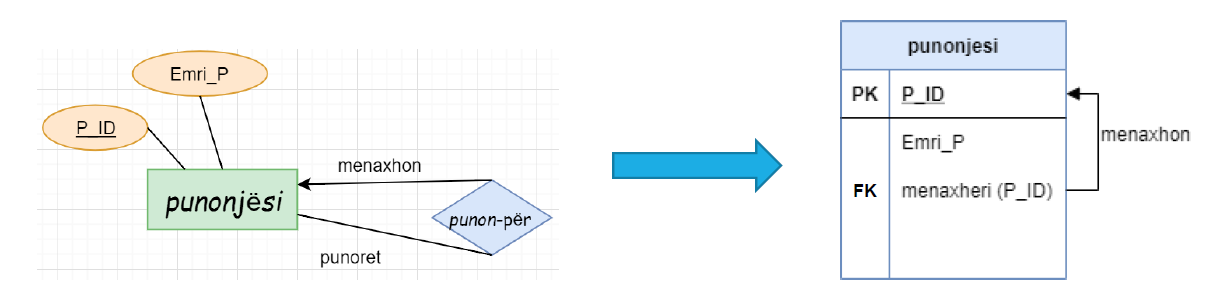 Emri_P
P_ID
menaxhon
punonjësi
punon-për
punoret
punonjesi
PK P_ID
Emri_P
menaxhon
FK menaxheri (P_ID)